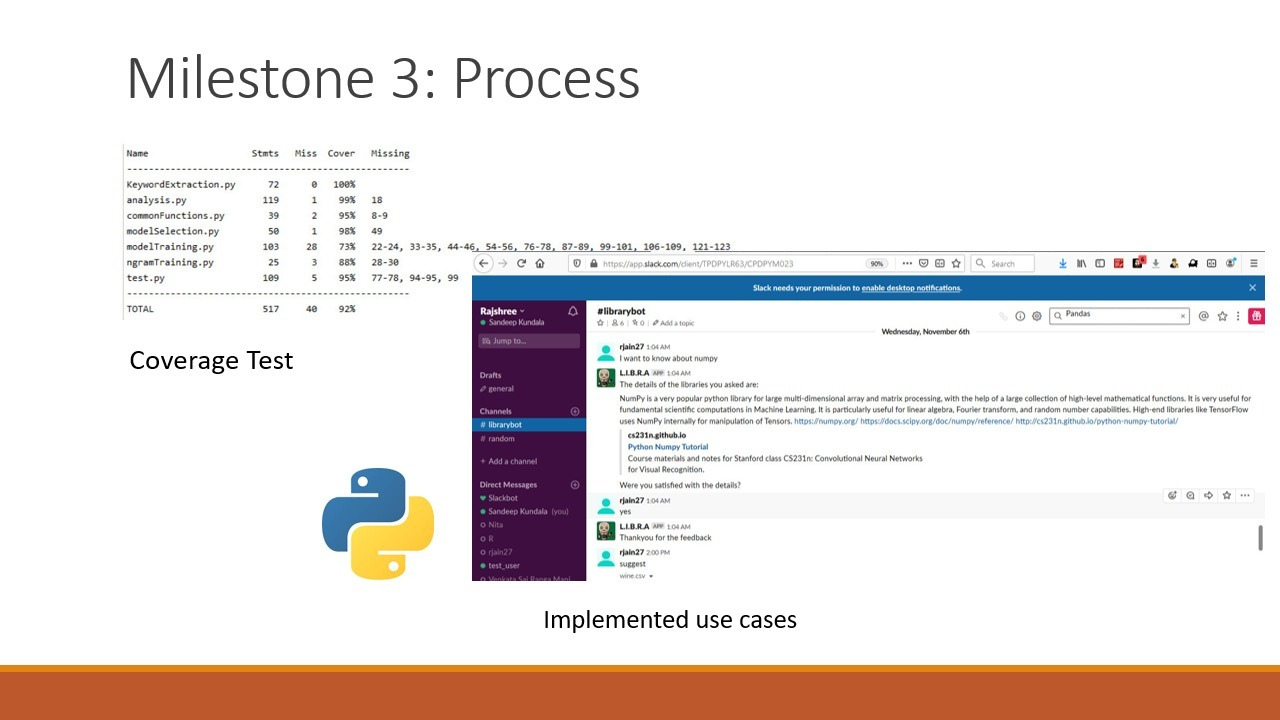 Milestone 3: Process
Name Stmts Miss Cover Missing
---------------------------------------------------
KeywordExtraction.py 72 0 100%
analysis.py 119 1 99% 18
commonFunctions.py 39 2 95% 8-9
modelSelection.py 50 1 98% 49
modelTraining.py 103 28 73% 22-24, 33-35, 44-46, 54-56, 76-78, 87-89, 99-101, 106-109, 121-123
ngramTraining.py 25 3 88% 28-30
test.py 109 5 95% 77-78, 94-95, 99
---------------------------------------------------
TOTAL 517 40 92%
Coverage Test
https://app.slack.com/client/TPDPYLR63/CPDPYM023 90% Search
Slack needs your permission to enable desktop notifications.
Rajshree
Sandeep Kundala
Jump to...
Drafts
general
Channels
# librarybot
# random
+ Add a channel
Direct Messages
Slackbot
Sandeep Kundala (you)
Nita
R
rjain27
test_user
Venkata Sai Ranga Mani
#librarybot
6 | 0 | Add a topic
Pandas
Wednesday, November 6th
rjain27 1:04 AM
I want to know about numpy
L.I.B.R.A APP 1:04 AM
The details of the libraries you asked are:
NumPy is a very popular python library for large multi-dimensional array and matrix processing, with the help of a large collection of high-level mathematical functions. It is very useful for
fundamental scientific computations in Machine Learning. It is particularly useful for linear algebra, Fourier transform, and random number capabilities. High-end libraries like TensorFlow
uses NumPy internally for manipulation of Tensors. https://numpy.org/ https://docs.scipy.org/doc/numpy/reference/ http://cs231n.github.io/python-numpy-tutorial/
cs231n.github.io
Python Numpy Tutorial
Course materials and notes for Stanford class CS231n: Convolutional Neural Networks
for Visual Recognition.
Were you satisfied with the details?
rjain27 1:04 AM
yes
L.I.B.R.A APP 1:04 AM
Thankyou for the feedback
rjain27 2:00 PM
suggest
wine.csv
Implemented use cases